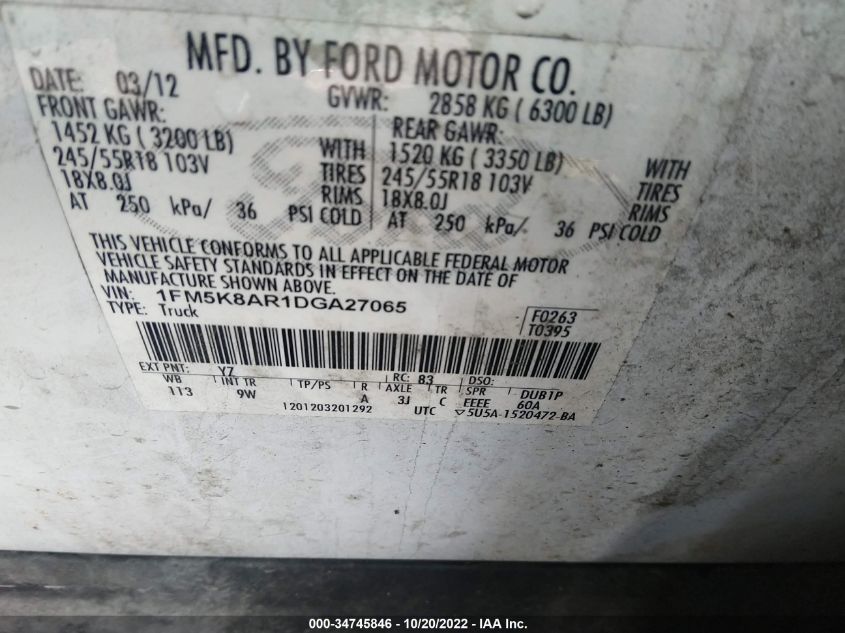 MFD. BY FORD MOTOR CO.
DATE: 03/12 GVWR: 2858 KG ( 6300 LB)
FRONT GAWR: REAR GAWR:
1452 KG ( 3200 LB) WITH 1520 KG ( 3350 LB) WITH
245/55R18 103V TIRES 245/55R18 103V TIRES
18X8.0J RIMS 18X8.0J RIMS
AT 250 kPa/ 36 PSI COLD AT 250 kPa/ 36 PSI COLD
THIS VEHICLE CONFORMS TO ALL APPLICABLE FEDERAL MOTOR
VEHICLE SAFETY STANDARDS IN EFFECT ON THE DATE OF
MANUFACTURE SHOWN ABOVE.
VIN: 1FM5K8AR1DGA27065 F0263
TYPE: Truck T0395
EXT PNT: YZ RC: 83 DSO:
WB INT TR TP/PS R AXLE TR SPR DUB1P
113 9W A 3J C EEEE 60A
1201203201292 UTC ▽5U5A-1520472-BA
000-34745846 | 10/20/2022 - IAA Inc.